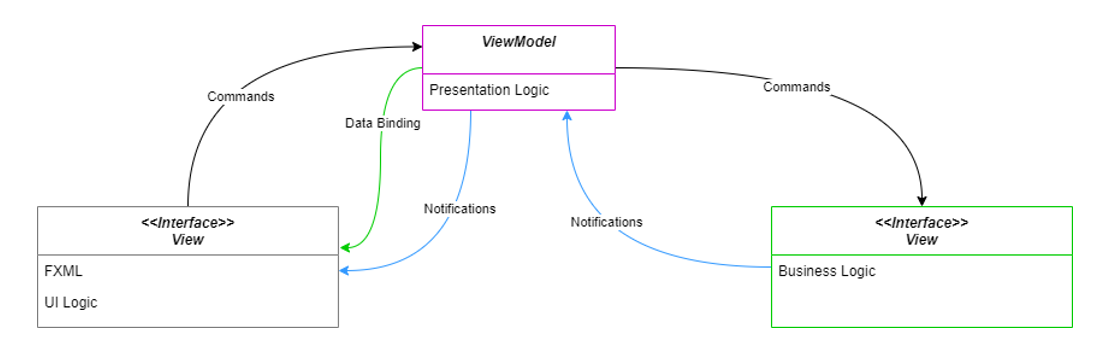 ViewModel
Presentation Logic
Commands
Commands
Data Binding
Notifications
Notifications
<<Interface>>
View
FXML
UI Logic
<<Interface>>
View
Business Logic